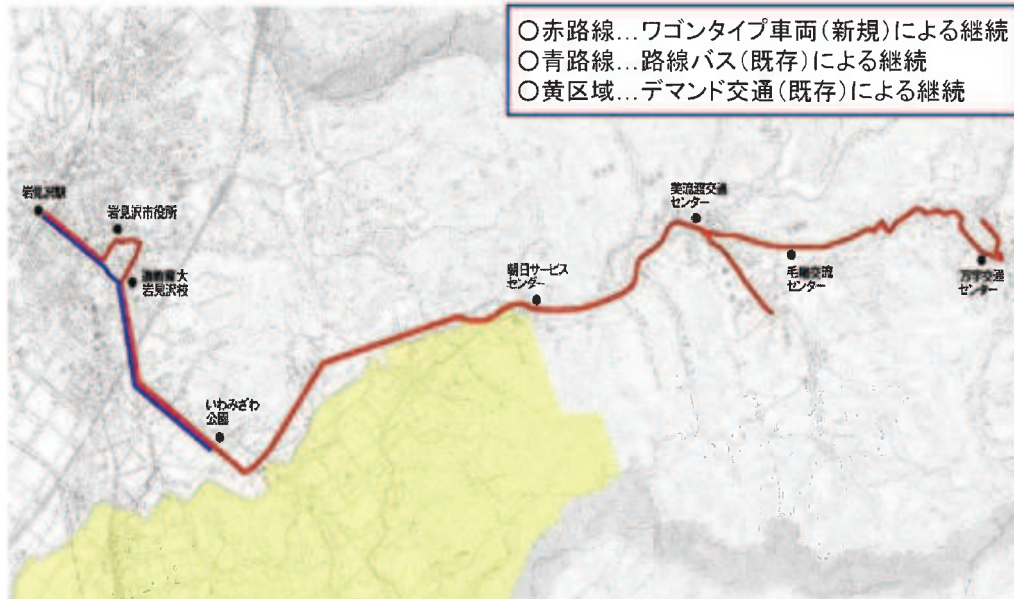 ○赤路線…ワゴンタイプ車両(新規)による継続
○青路線…路線バス(既存)による継続
○黄区域…デマンド交通(既存)による継続
岩見沢駅
岩見沢市役所
岩見沢校
美流渡交通
センター
朝日サービス
センター
毛陽交流
センター
万字交通
センター
いわみざわ
公園